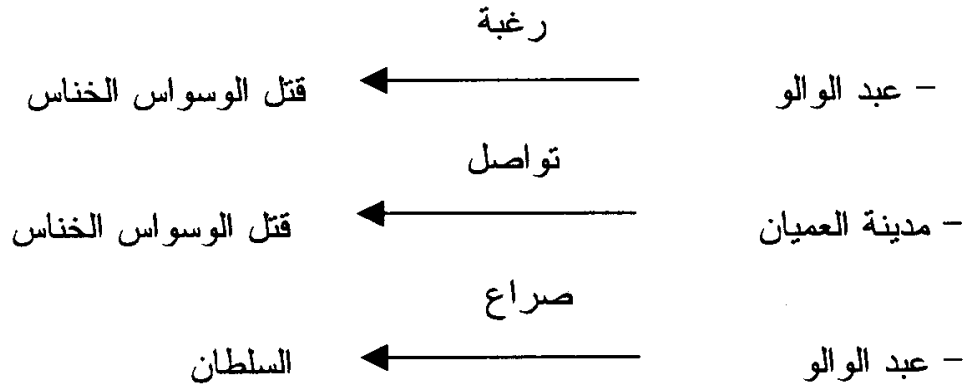 رغبة
– عبد الوالو قتل الوسواس الخناس
تواصل
– مدينة العميان قتل الوسواس الخناس
صراع
– عبد الوالو السلطان